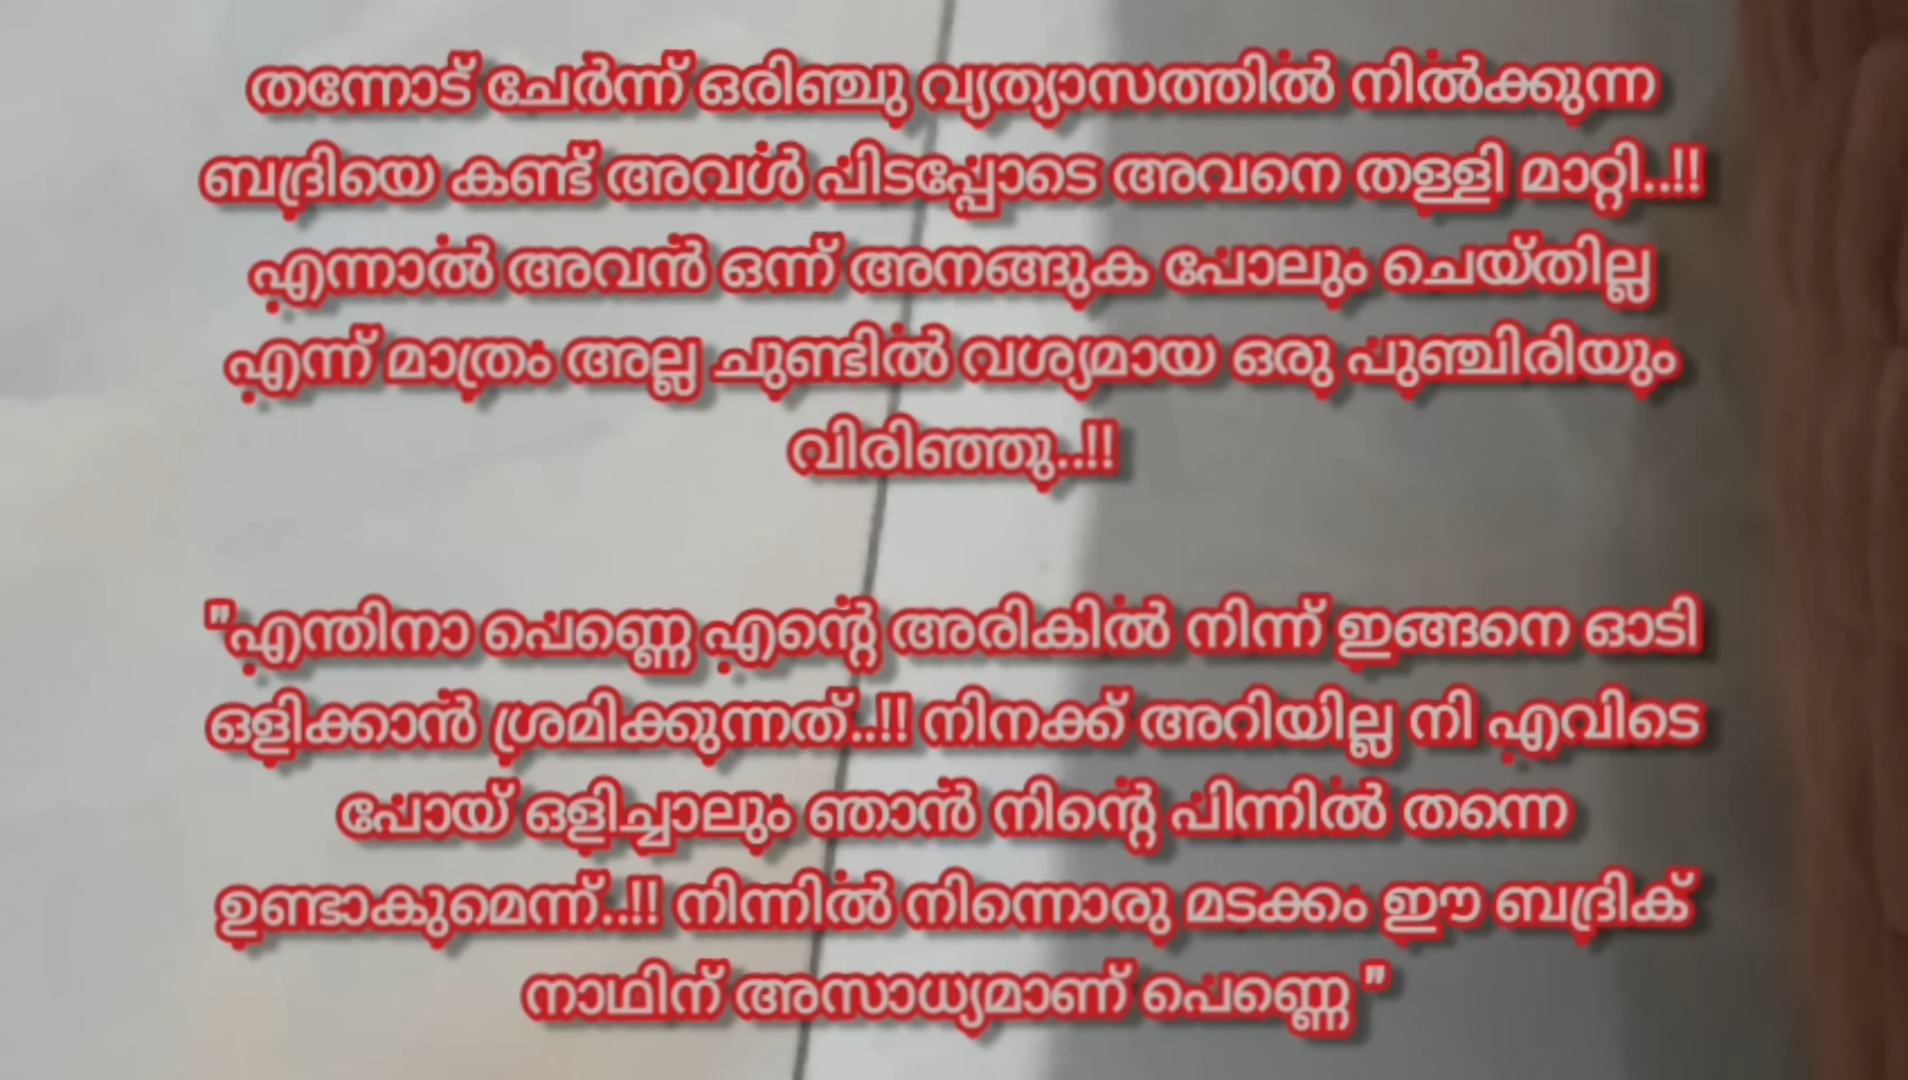 തന്നോട് ചേർന്ന് ഒരിഞ്ചു വ്യത്യാസത്തിൽ നിൽക്കുന്ന
ബദ്രിയെ കണ്ട് അവൾ പിടപ്പോടെ അവനെ തള്ളി മാറ്റി..!!
എന്നാൽ അവൻ ഒന്ന് അനങ്ങുക പോലും ചെയ്തില്ല
എന്ന് മാത്രം അല്ല ചുണ്ടിൽ വശ്യമായ ഒരു പുഞ്ചിരിയും
വിരിഞ്ഞു..!!
"എന്തിനാ പെണ്ണെ എന്റെ അരികിൽ നിന്ന് ഇങ്ങനെ ഓടി
ഒളിക്കാൻ ശ്രമിക്കുന്നത്..!! നിനക്ക് അറിയില്ല നി എവിടെ
പോയ് ഒളിച്ചാലും ഞാൻ നിന്റെ പിന്നിൽ തന്നെ
ഉണ്ടാകുമെന്ന്..!! നിന്നിൽ നിന്നൊരു മടക്കം ഈ ബദ്രിക്
നാഥിന് അസാധ്യമാണ് പെണ്ണെ "